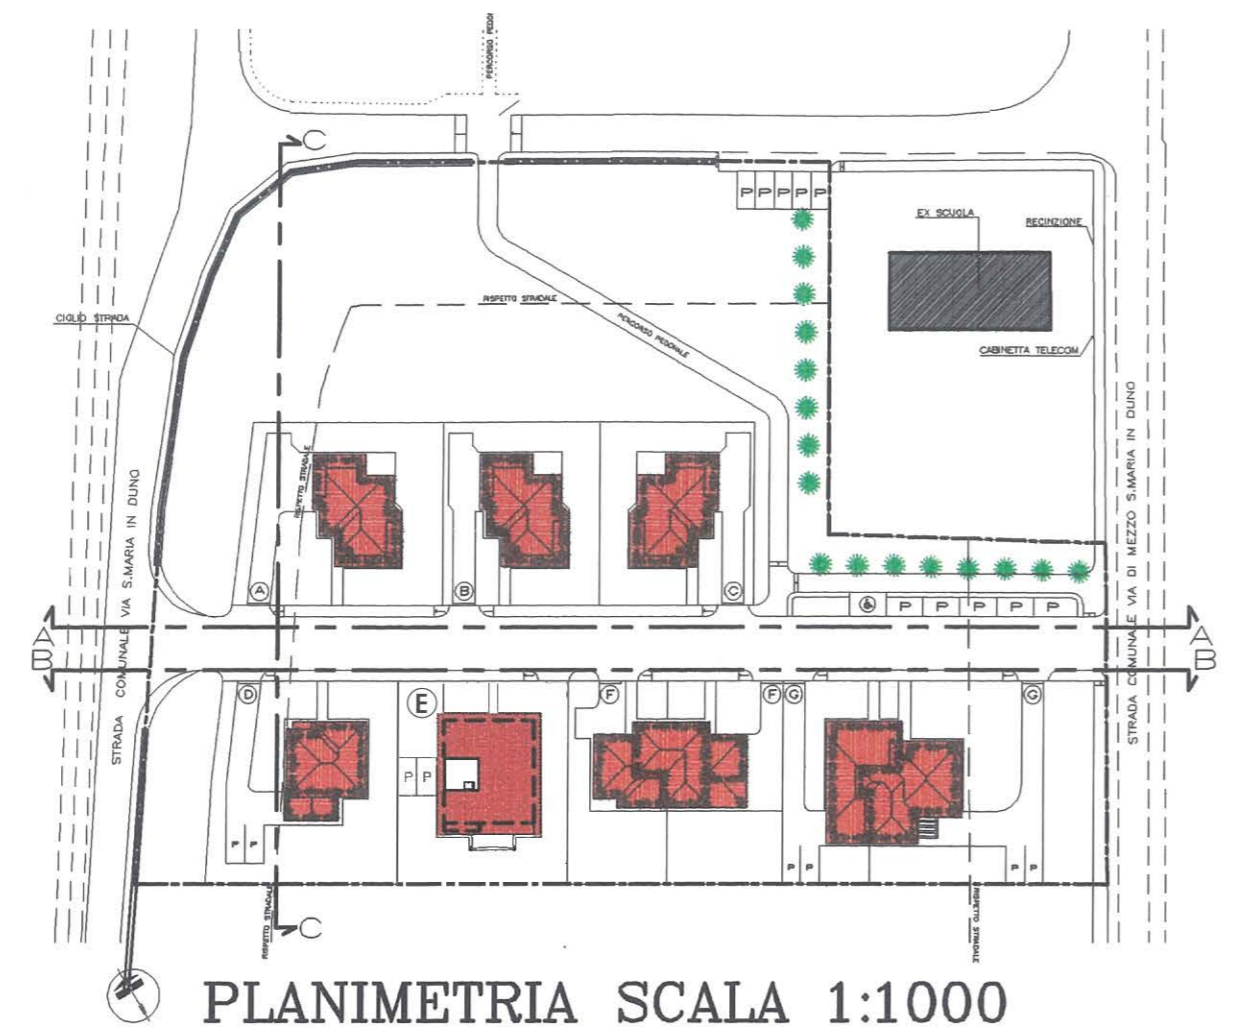 PERCORSO PEDON
C
P P P P P
EX SCUOLA
RECINZIONE
RISPETTO STRADALE
CIGLIO STRADA
PERCORSO PEDONALE
CABINETTA TELECOM
RISPETTO STRADALE
STRADA COMUNALE VIA S.MARIA IN DUNO
STRADA COMUNALE VIA DI MEZZO S.MARIA IN DUNO
A B C
P P P P P
A A
B B
D E F F G G
P P
P P
P P
P P
RISPETTO STRADALE
C
RISPETTO STRADALE
PLANIMETRIA SCALA 1:1000